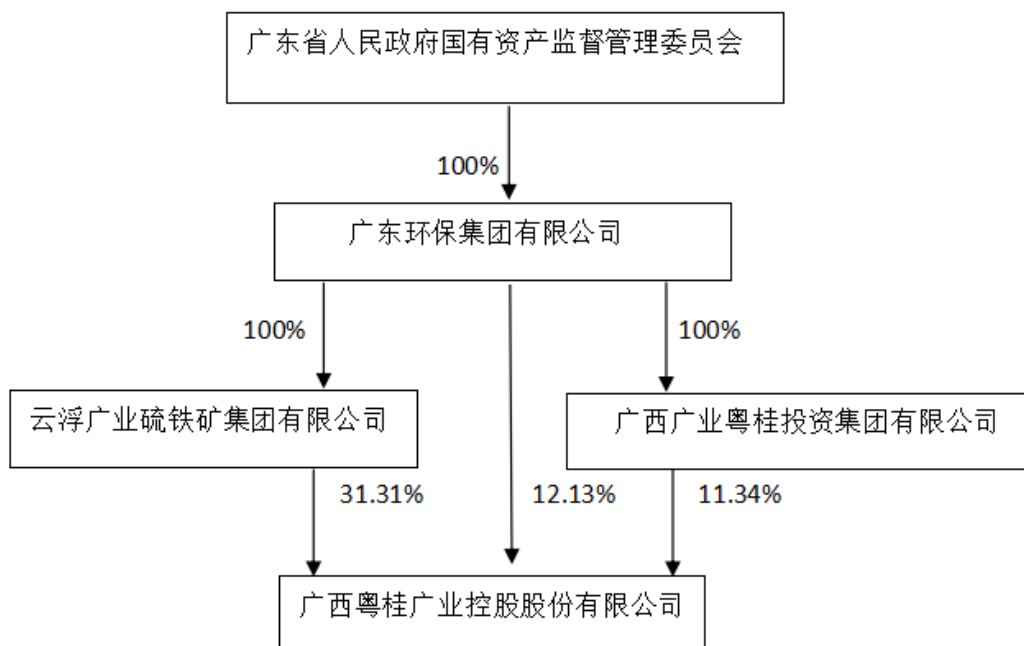 广东省人民政府国有资产监督管理委员会
100%
广东环保集团有限公司
100%
100%
云浮广业硫铁矿集团有限公司
广西广业粤桂投资集团有限公司
31.31%
12.13%
11.34%
广西粤桂广业控股股份有限公司